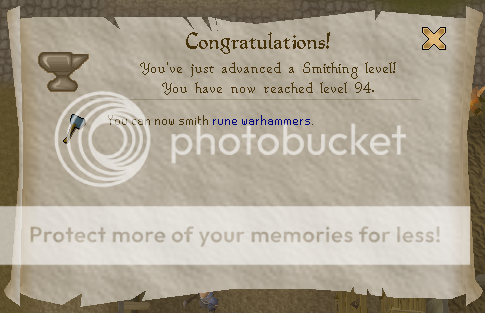 Congratulations!
You've just advanced a Smithing level!
You have now reached level 94.
You can now smith rune warhammers.
photobucket
Protect more of your memories for less!